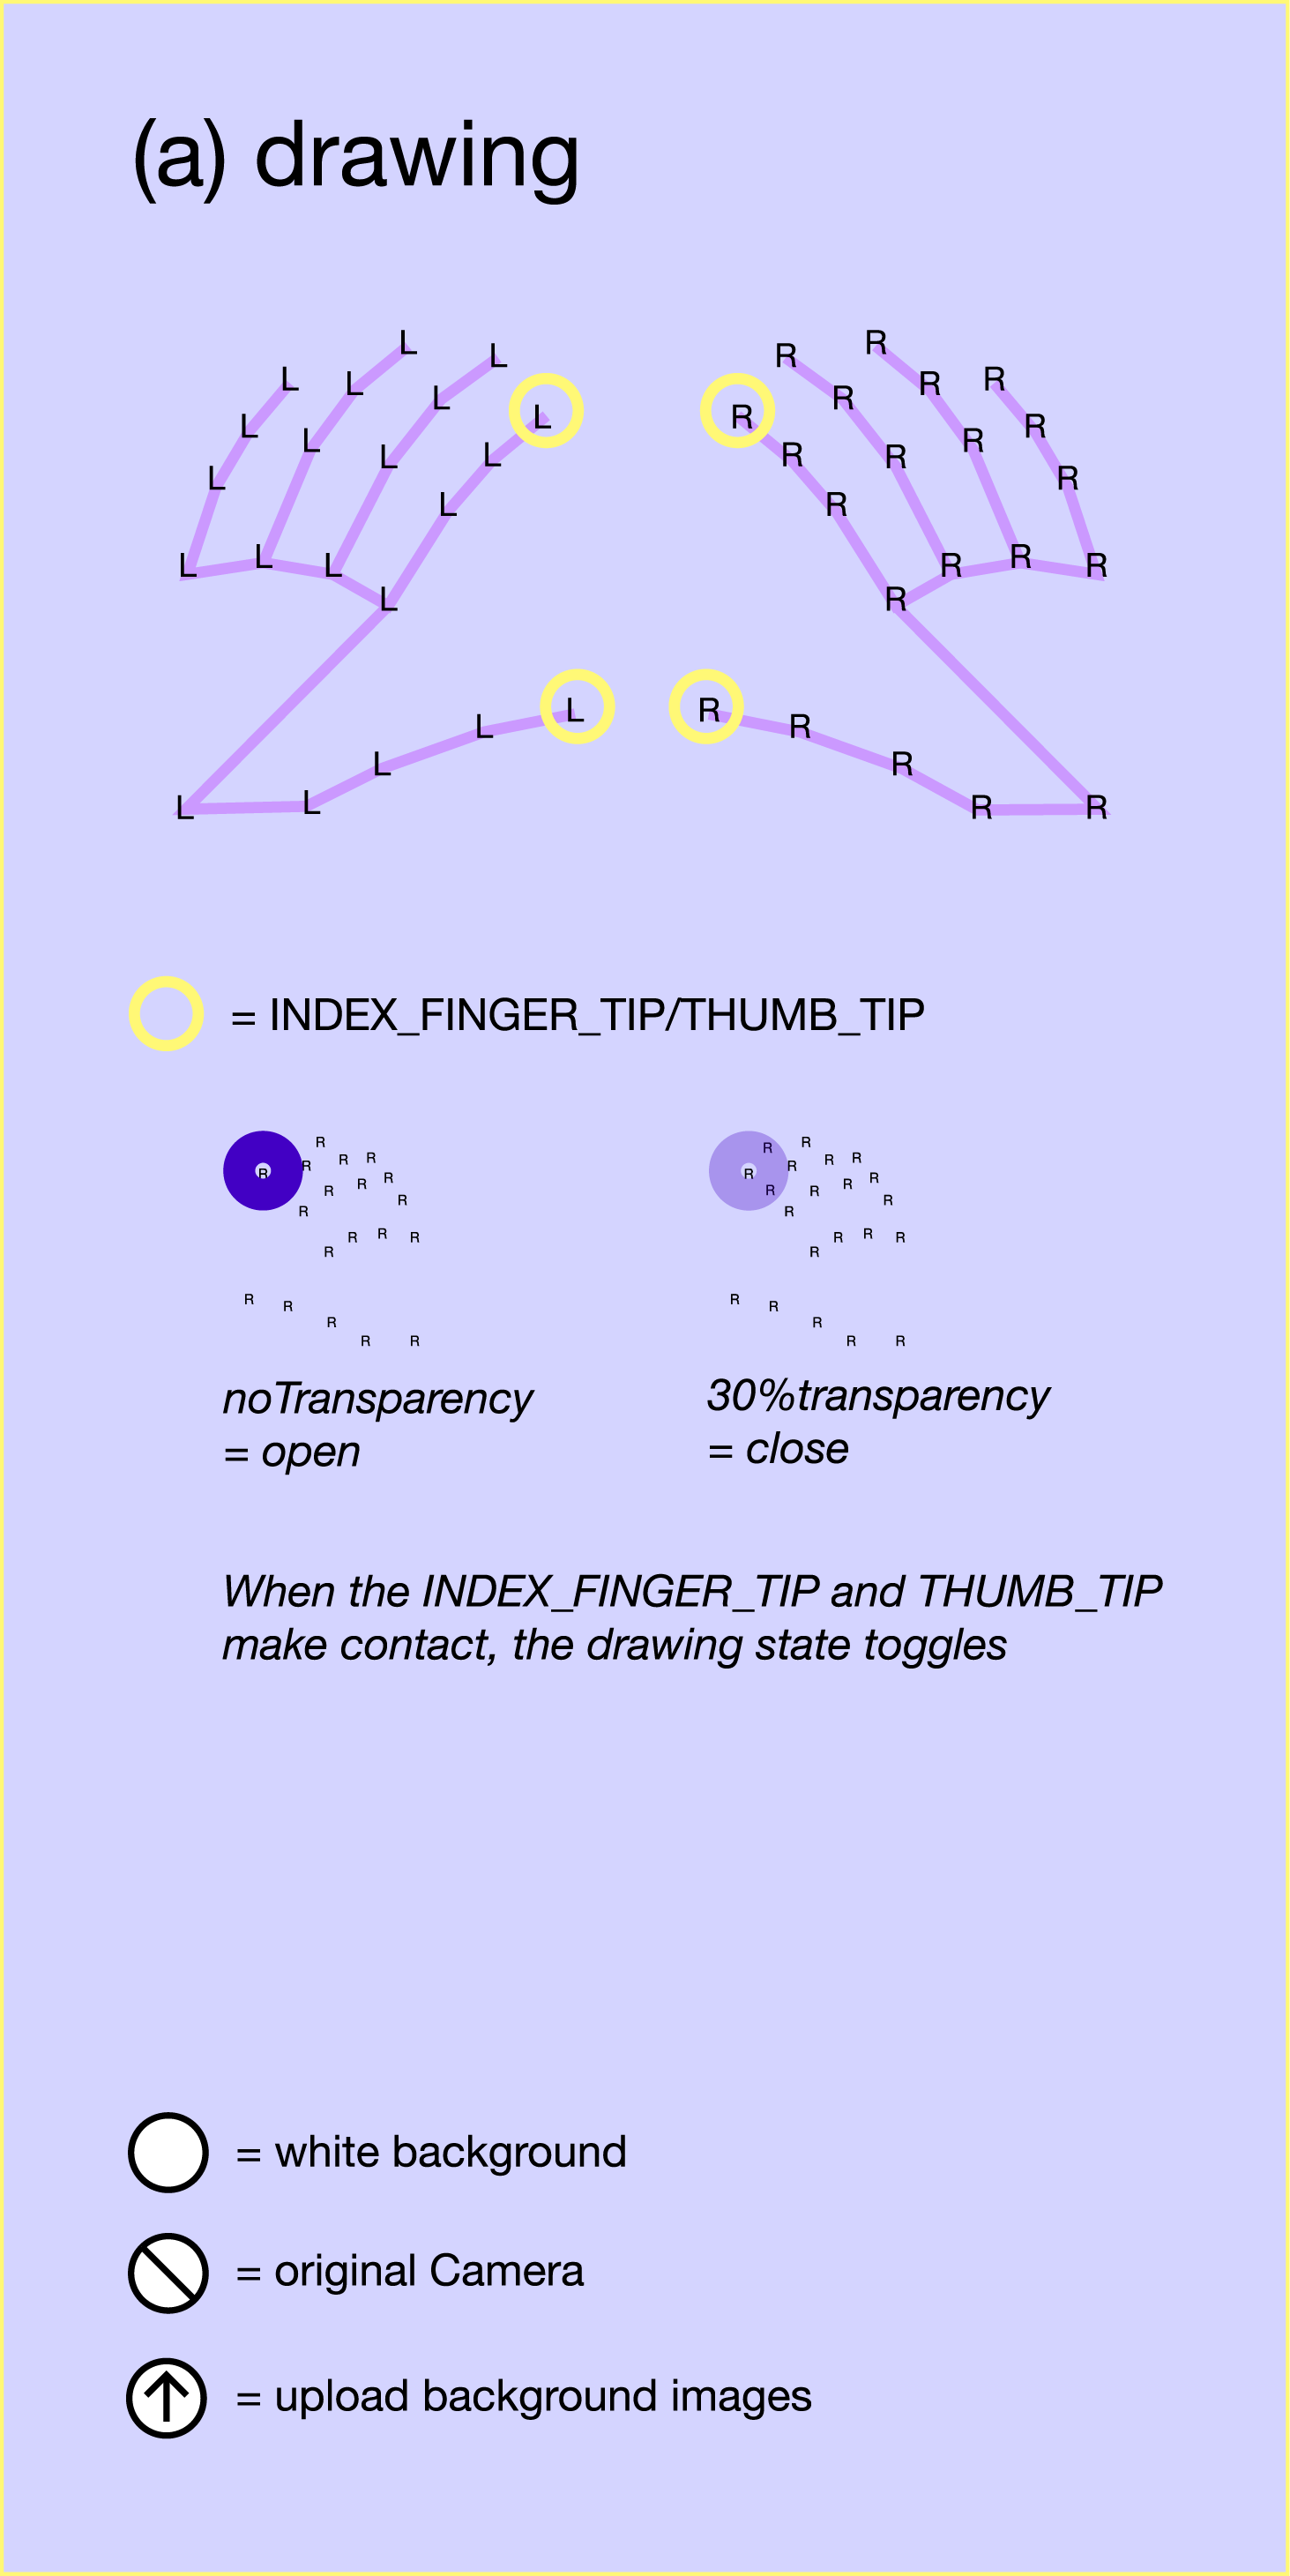 (a) drawing
L L R R
L L L R R R
L L L L R R R R
L L R R
L L R R
L L L L R R R R
L R
L L R R
L R
L L R R
= INDEX_FINGER_TIP/THUMB_TIP
R R R R R R R R R R R R R R R R R R R
R R R R R R R R R R R R R R R R R R R R R
noTransparency
= open
30%transparency
= close
When the INDEX_FINGER_TIP and THUMB_TIP
make contact, the drawing state toggles
= white background
= original Camera
= upload background images